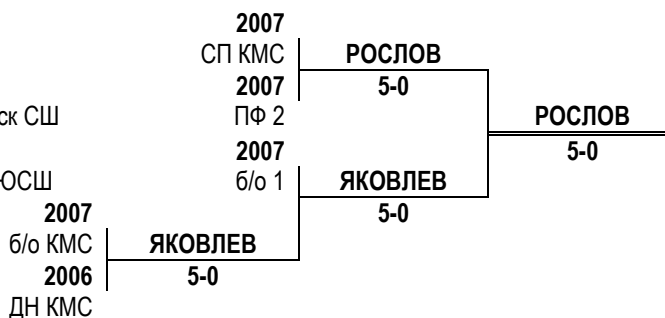 2007
СП КМС РОСЛОВ
2007 5-0
ск СШ ПФ 2 РОСЛОВ
2007 5-0
ЮСШ б/о 1 ЯКОВЛЕВ
2007 5-0
б/о КМС ЯКОВЛЕВ
2006 5-0
ДН КМС